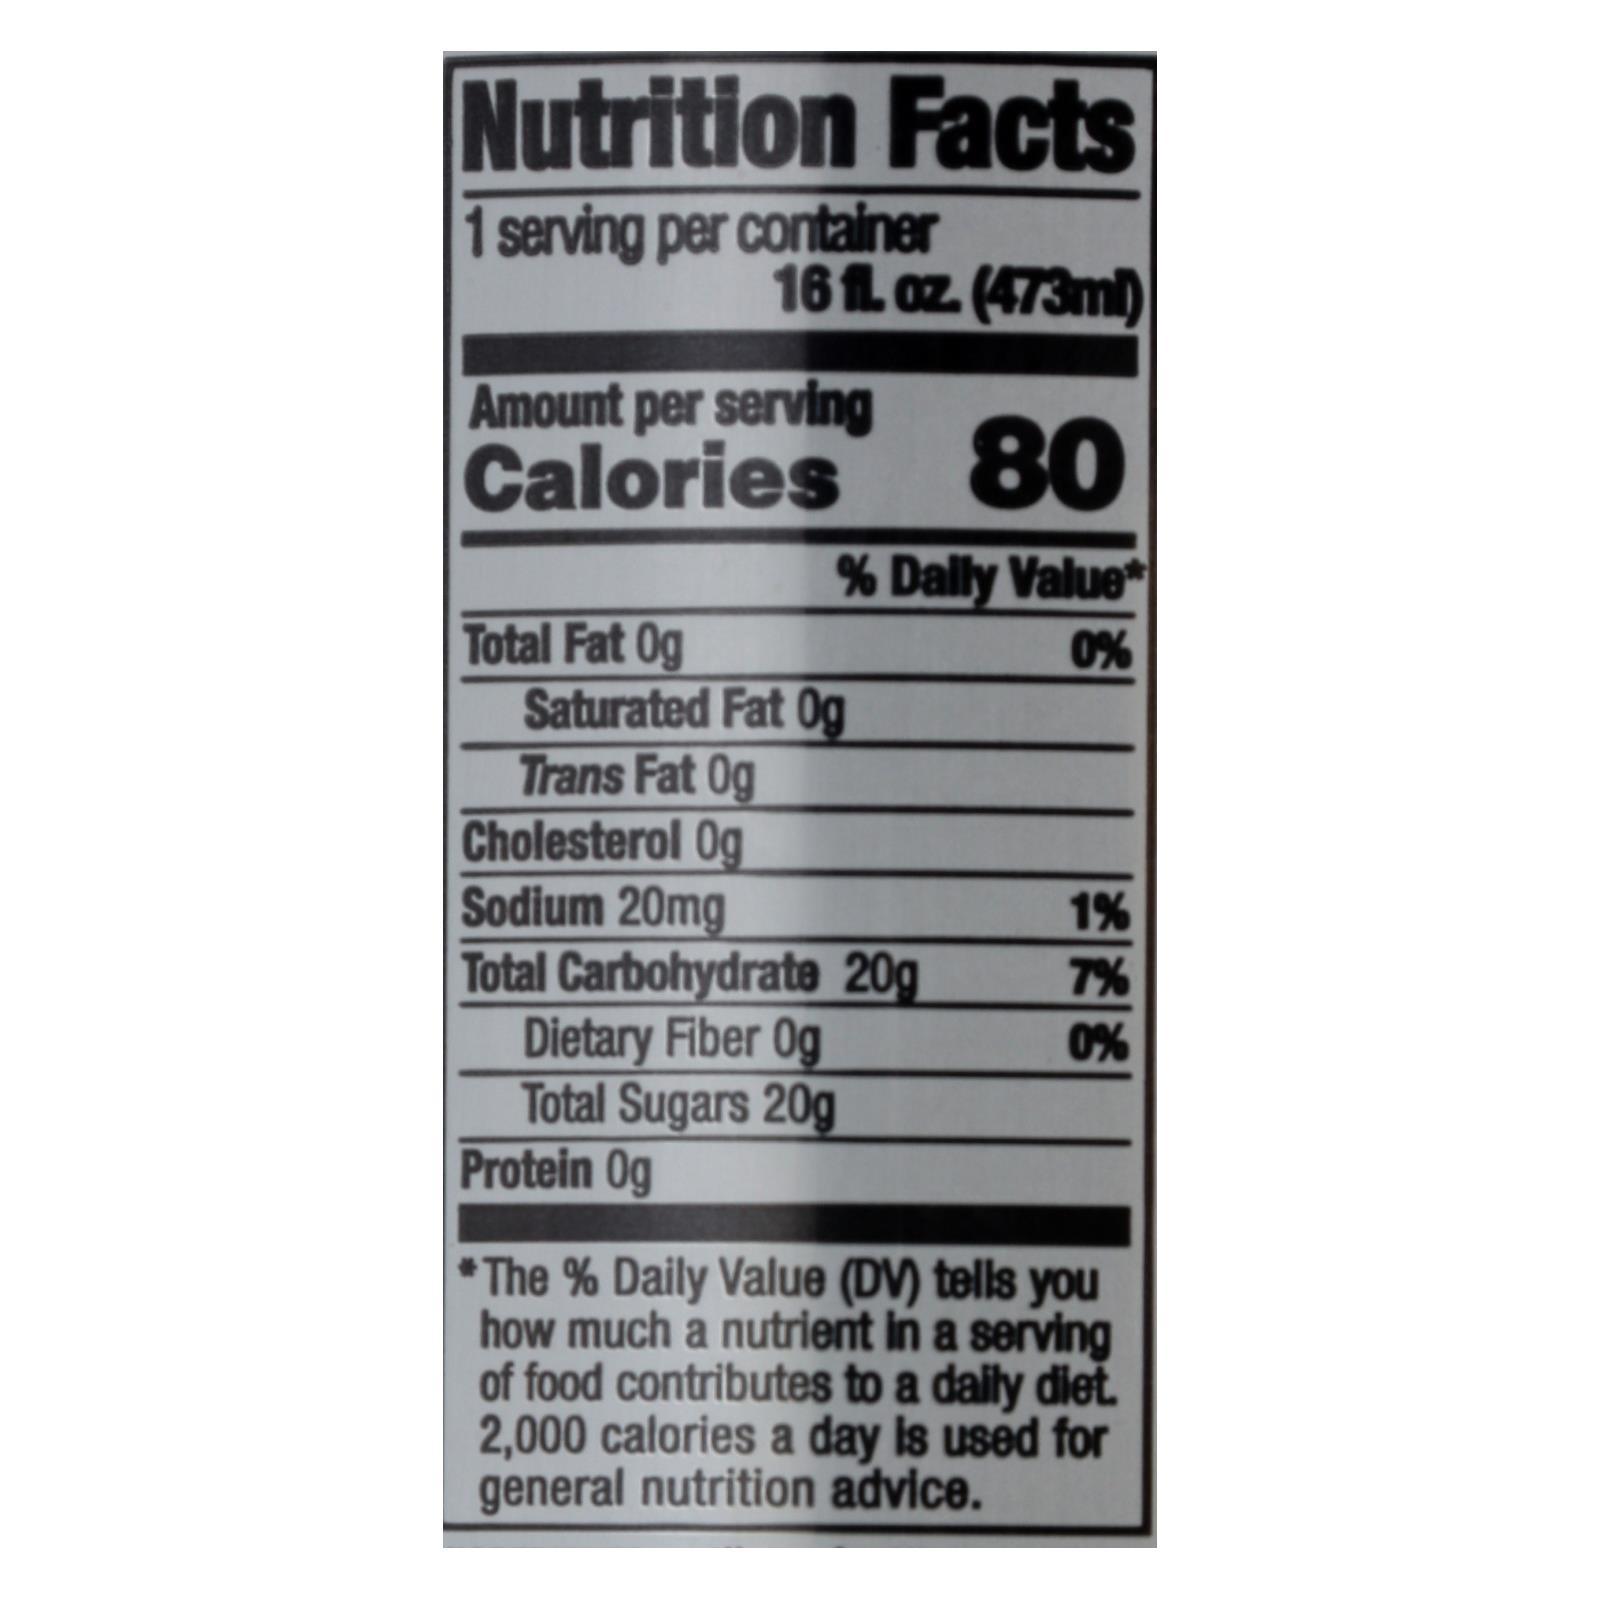 Nutrition Facts
1 serving per container
16 fl. oz. (473ml)
Amount per serving
Calories 80
% Daily Value*
Total Fat 0g 0%
Saturated Fat 0g
Trans Fat 0g
Cholesterol 0g
Sodium 20mg 1%
Total Carbohydrate 20g 7%
Dietary Fiber 0g 0%
Total Sugars 20g
Protein 0g
*The % Daily Value (DV) tells you
how much a nutrient in a serving
of food contributes to a daily diet.
2,000 calories a day is used for
general nutrition advice.